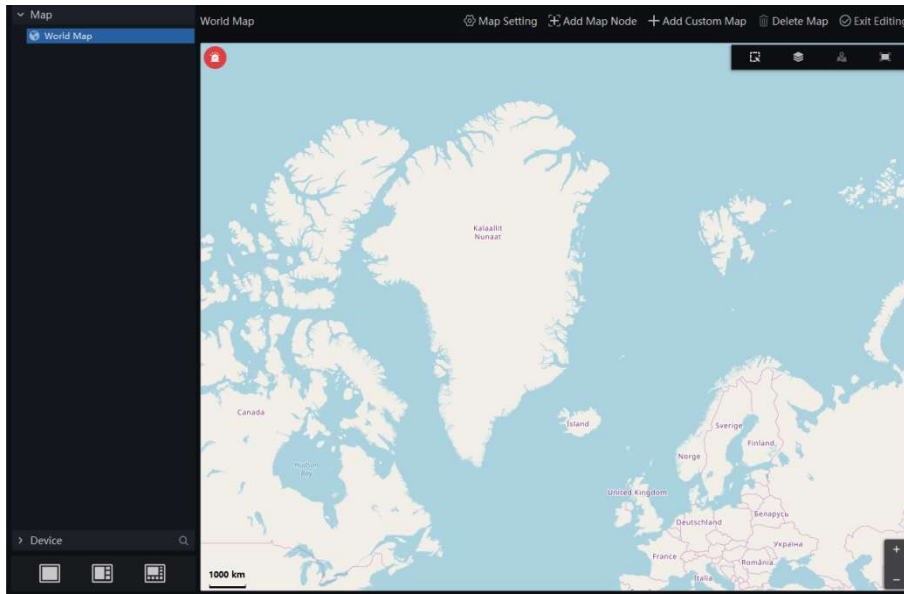 Map
World Map
World Map
Map Setting
Add Map Node
Add Custom Map
Delete Map
Exit Editing
Kalaallit
Nunaat
Canada
Hudson
Bay
Ísland
Sverige
Finland
Norge
United Kingdom
Беларусь
Deutschland
Україна
France
România
Italia
Device
1000 km
+
−